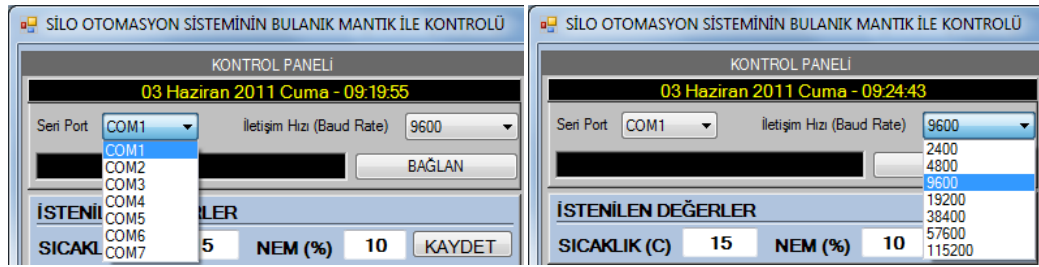 SİLO OTOMASYON SİSTEMİNİN BULANIK MANTIK İLE KONTROLÜ
KONTROL PANELİ
03 Haziran 2011 Cuma - 09:19:55
Seri Port COM1 İletişim Hızı (Baud Rate) 9600
COM1
COM2
COM3
COM4
COM5
COM6
COM7
BAĞLAN
5 NEM (%) 10 KAYDET
SİLO OTOMASYON SİSTEMİNİN BULANIK MANTIK İLE KONTROLÜ
KONTROL PANELİ
03 Haziran 2011 Cuma - 09:24:43
Seri Port COM1 İletişim Hızı (Baud Rate) 9600
2400
4800
9600
19200
38400
57600
115200
İSTENİLEN DEĞERLER
SICAKLIK (C) 15 NEM (%) 10